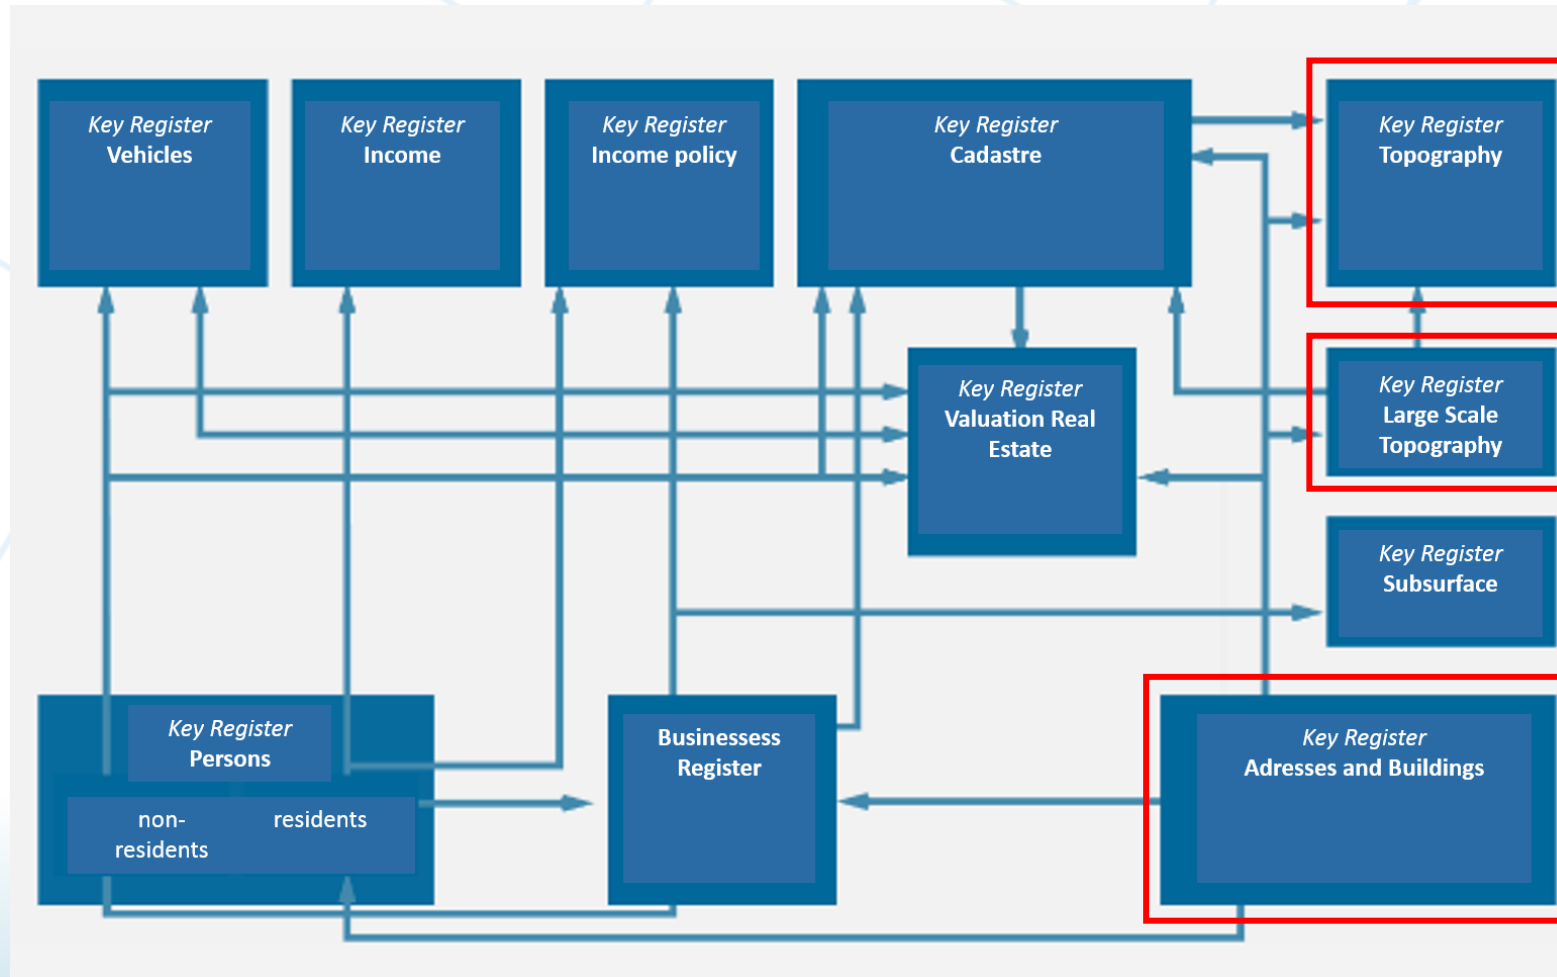 Key Register
Vehicles
Key Register
Income
Key Register
Income policy
Key Register
Cadastre
Key Register
Topography
Key Register
Valuation Real
Estate
Key Register
Large Scale
Topography
Key Register
Subsurface
Key Register
Persons
non-
residents
residents
Businessess
Register
Key Register
Adresses and Buildings